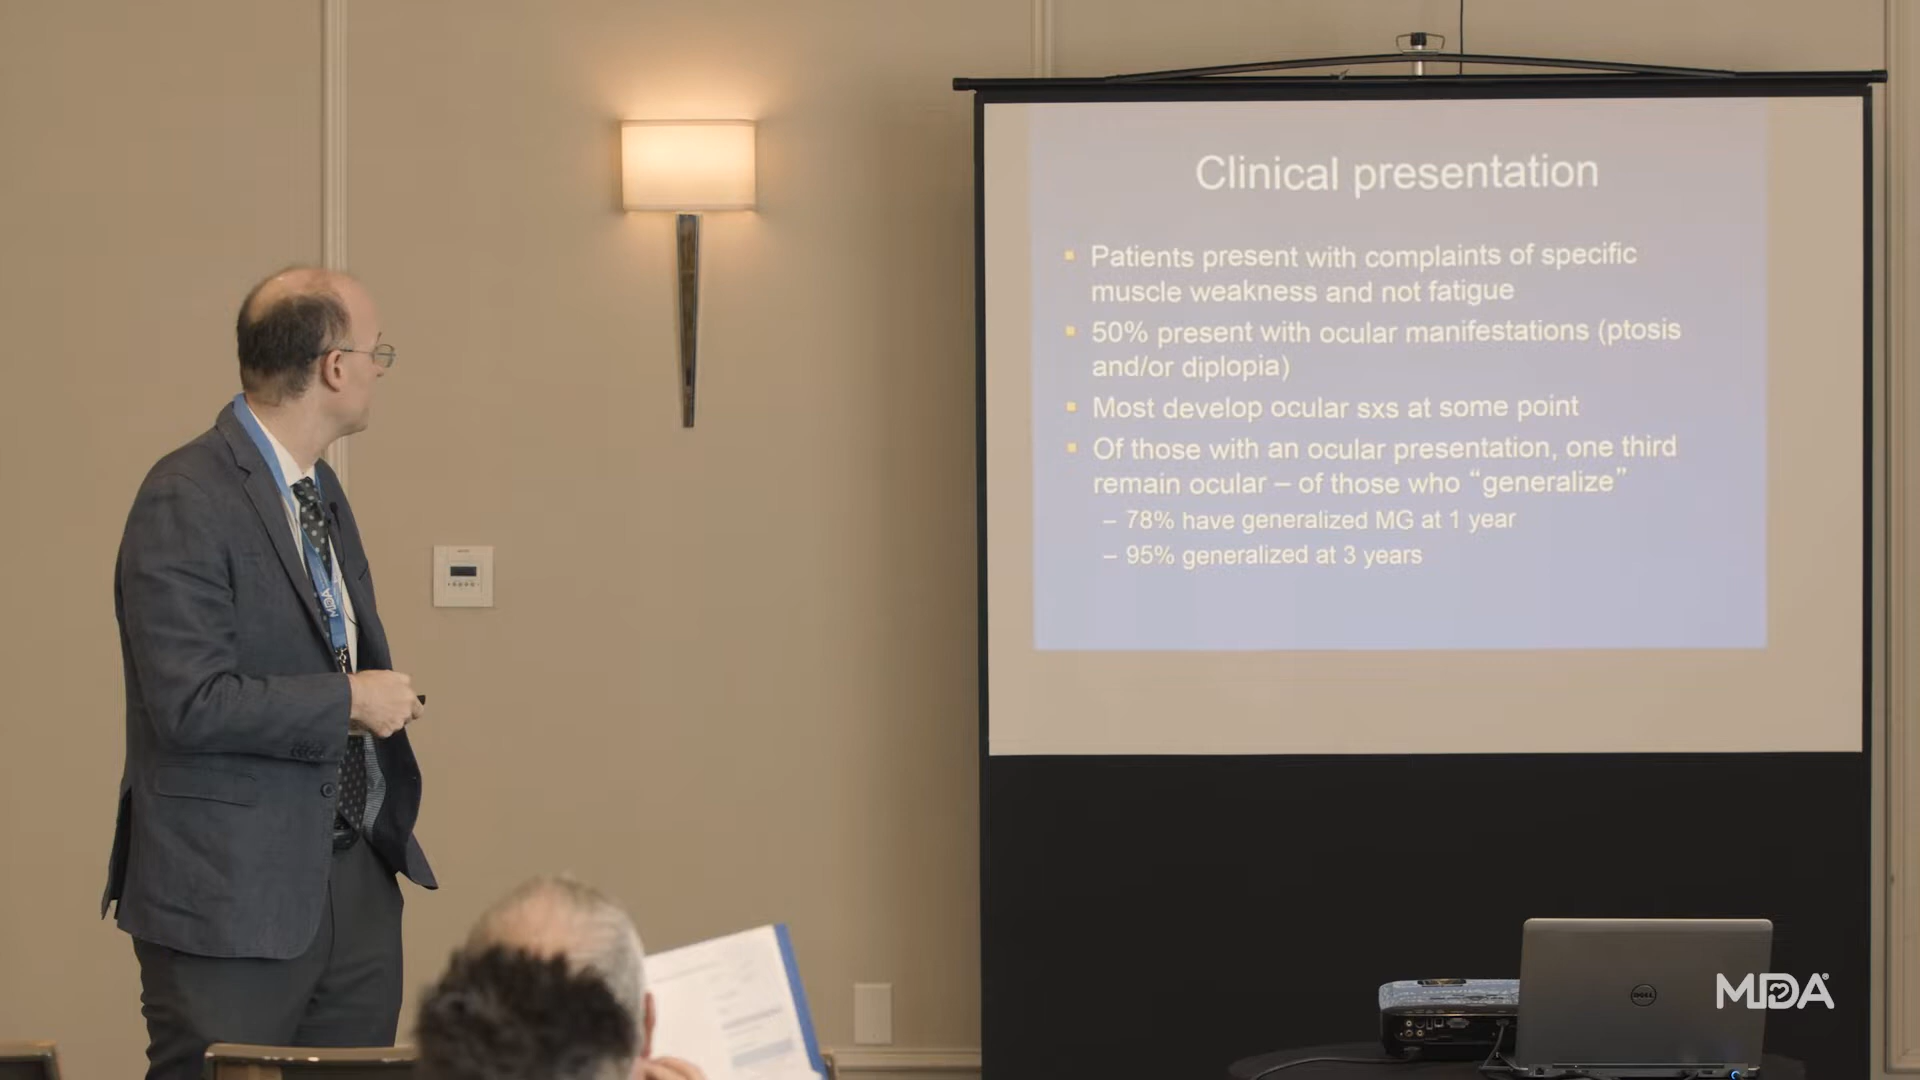 Clinical presentation
Patients present with complaints of specific
muscle weakness and not fatigue
50% present with ocular manifestations (ptosis
and/or diplopia)
Most develop ocular sxs at some point
Of those with an ocular presentation, one third
remain ocular – of those who “generalize”
– 78% have generalized MG at 1 year
– 95% generalized at 3 years
MDA
DELL
MDA®